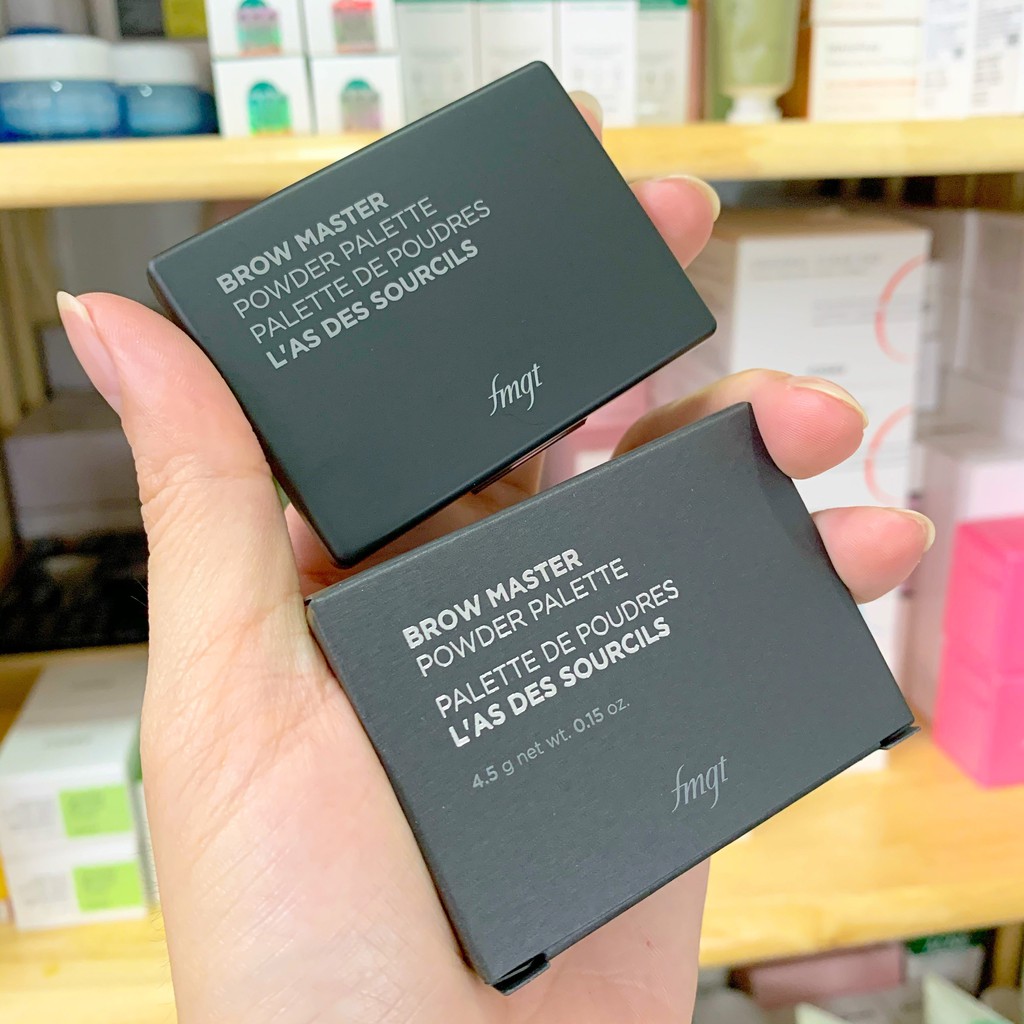 BROW MASTER
POWDER PALETTE
PALETTE DE POUDRES
L'AS DES SOURCILS
fmgt
BROW MASTER
POWDER PALETTE
PALETTE DE POUDRES
L'AS DES SOURCILS
4.5 g net wt. 0.15 oz.
fmgt